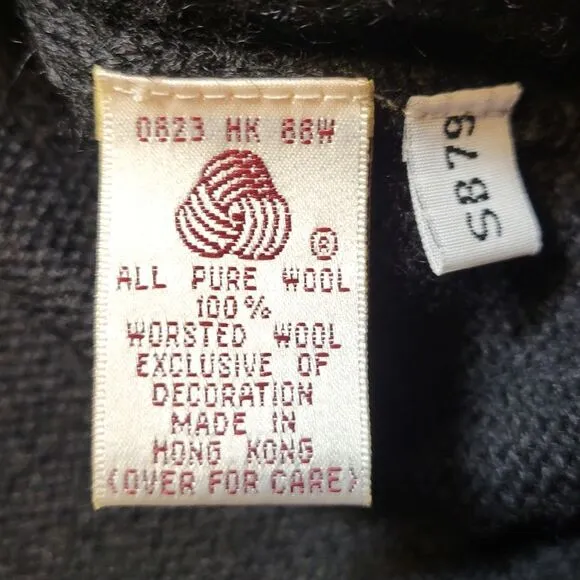 0823 HK 88W
®
ALL PURE WOOL
100%
WORSTED WOOL
EXCLUSIVE OF
DECORATION
MADE IN
HONG KONG
(OVER FOR CARE)
S879